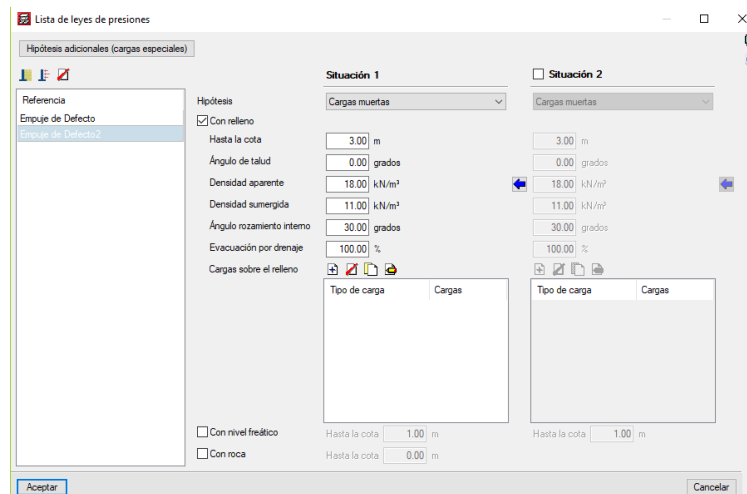 Lista de leyes de presiones
Hipótesis adicionales (cargas especiales)
Situación 1
Situación 2
Referencia
Empuje de Defecto
Empuje de Defecto2
Hipótesis
Cargas muertas
Cargas muertas
Con relleno
Hasta la cota 3.00 m 3.00 m
Ángulo de talud 0.00 grados 0.00 grados
Densidad aparente 18.00 kN/m³ 18.00 kN/m³
Densidad sumergida 11.00 kN/m³ 11.00 kN/m³
Ángulo rozamiento interno 30.00 grados 30.00 grados
Evacuación por drenaje 100.00 % 100.00 %
Cargas sobre el relleno
Tipo de carga Cargas Tipo de carga Cargas
Con nivel freático Hasta la cota 1.00 m Hasta la cota 1.00 m
Con roca Hasta la cota 0.00 m
Aceptar Cancelar